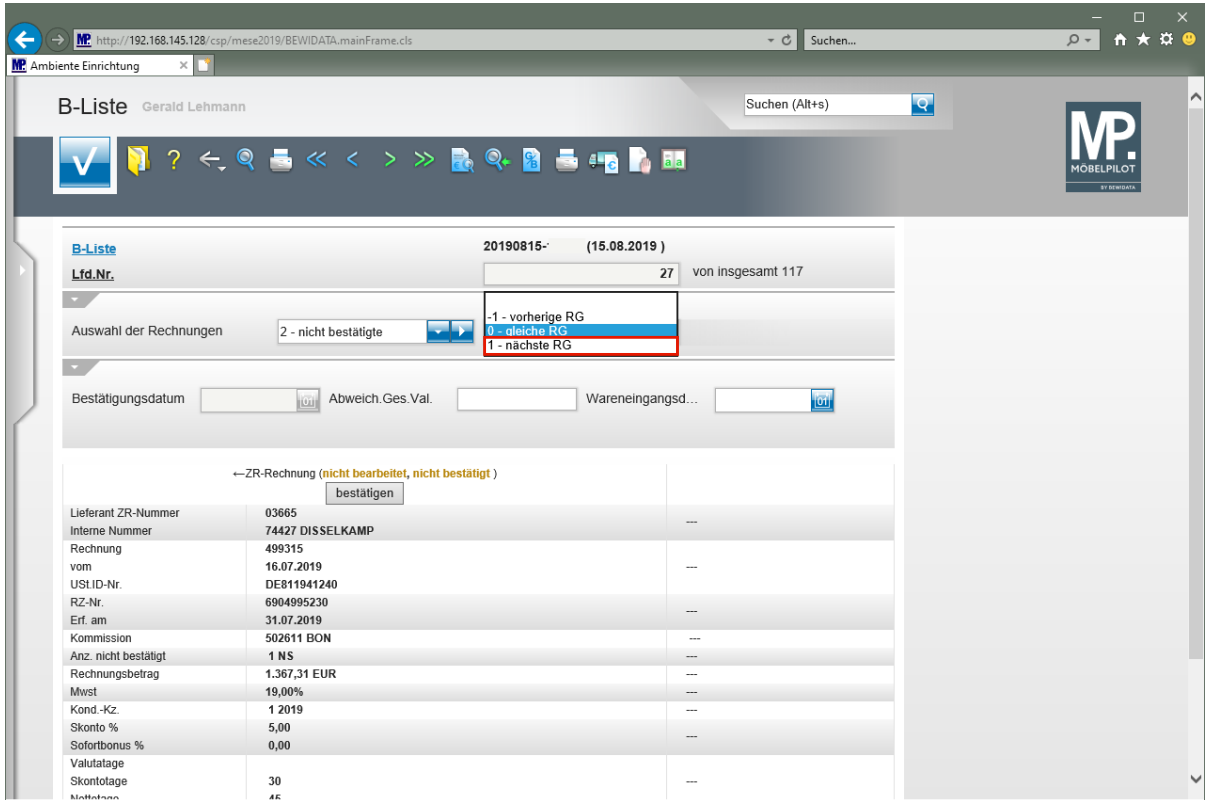 http://192.168.145.128/csp/mese2019/BEWIDATA.mainFrame.cls
Suchen...
MP. Ambiente Einrichtung
B-Liste Gerald Lehmann
Suchen (Alt+s)
MP.
MÖBELPILOT
BY BEWIDATA
B-Liste 20190815- (15.08.2019 )
Lfd.Nr. 27 von insgesamt 117
-1 - vorherige RG
Auswahl der Rechnungen 2 - nicht bestätigte 0 - gleiche RG
1 - nächste RG
Bestätigungsdatum 01 Abweich.Ges.Val. Wareneingangsd... 01
←ZR-Rechnung (nicht bearbeitet, nicht bestätigt )
bestätigen
Lieferant ZR-Nummer 03665
---
Interne Nummer 74427 DISSELKAMP
Rechnung 499315
vom 16.07.2019 ---
USt.ID-Nr. DE811941240
RZ-Nr. 6904995230
---
Erf. am 31.07.2019
Kommission 502611 BON ---
Anz. nicht bestätigt 1 NS ---
Rechnungsbetrag 1.367,31 EUR ---
Mwst 19,00% ---
Kond.-Kz. 1 2019 ---
Skonto % 5,00
---
Sofortbonus % 0,00
Valutatage
Skontotage 30 ---
Nettotage 45